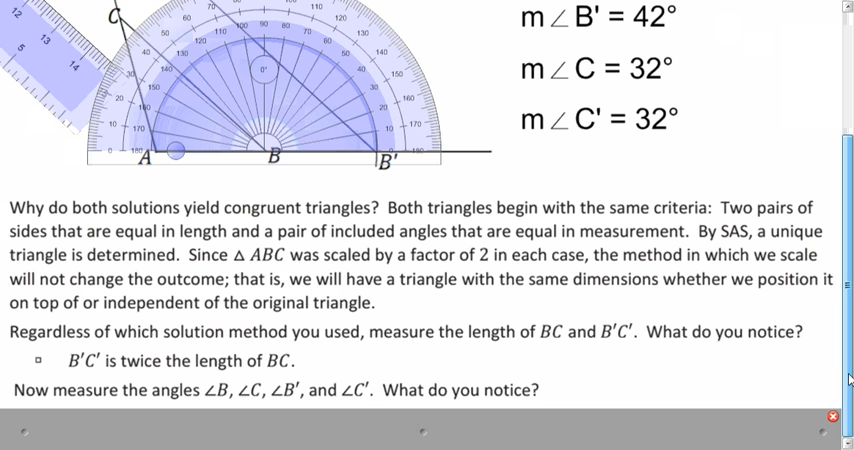 m∠B' = 42°
m∠C = 32°
m∠C' = 32°
C
A
B
B'
12
13
14
5
Why do both solutions yield congruent triangles? Both triangles begin with the same criteria: Two pairs of
sides that are equal in length and a pair of included angles that are equal in measurement. By SAS, a unique
triangle is determined. Since △ ABC was scaled by a factor of 2 in each case, the method in which we scale
will not change the outcome; that is, we will have a triangle with the same dimensions whether we position it
on top of or independent of the original triangle.
Regardless of which solution method you used, measure the length of BC and B′C′. What do you notice?
▫ B′C′ is twice the length of BC.
Now measure the angles ∠B, ∠C, ∠B′, and ∠C′. What do you notice?